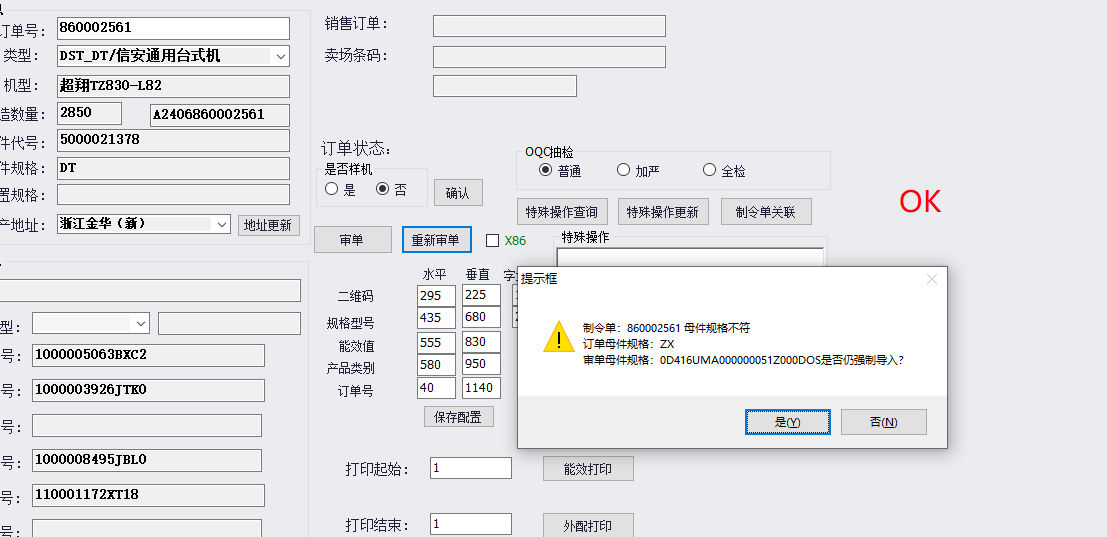 订单号: 860002561
类型: DST_DT/信安通用台式机
机型: 超翔TZ830-L82
造数量: 2850 A2406860002561
件代号: 5000021378
件规格: DT
置规格:
产地址: 浙江金华（新） 地址更新
型:
号: 1000005063BXC2
号: 1000003926JTK0
号:
号: 1000008495JBL0
号: 110001172XT18
号:
销售订单:
卖场条码:
订单状态:
是否样机
是 否 确认
OQC抽检
普通 加严 全检
特殊操作查询 特殊操作更新 制令单关联
OK
审单 重新审单 X86
特殊操作
水平 垂直
二维码 295 225
规格型号 435 680
能效值 555 830
产品类别 580 950
订单号 40 1140
保存配置
打印起始: 1 能效打印
打印结束: 1 外配打印
提示框
制令单: 860002561 母件规格不符
订单母件规格: ZX
审单母件规格: 0D416UMA000000051Z000DOS是否仍强制导入?
是(Y) 否(N)